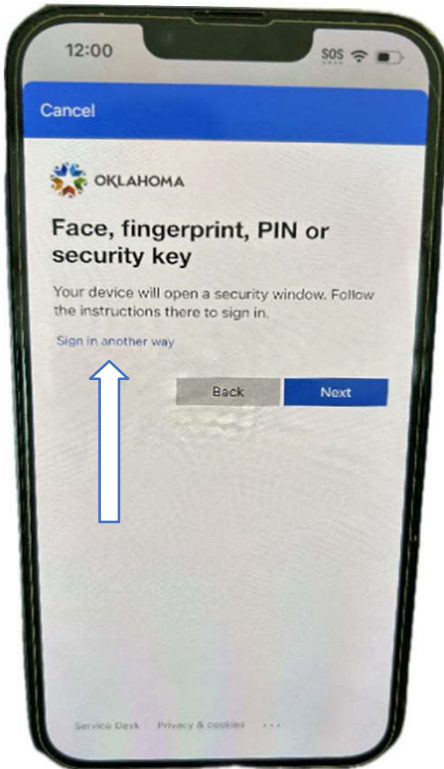 12:00 SOS
Cancel
OKLAHOMA
Face, fingerprint, PIN or
security key
Your device will open a security window. Follow
the instructions there to sign in.
Sign in another way
Back Next
Service Desk Privacy & cookies ...